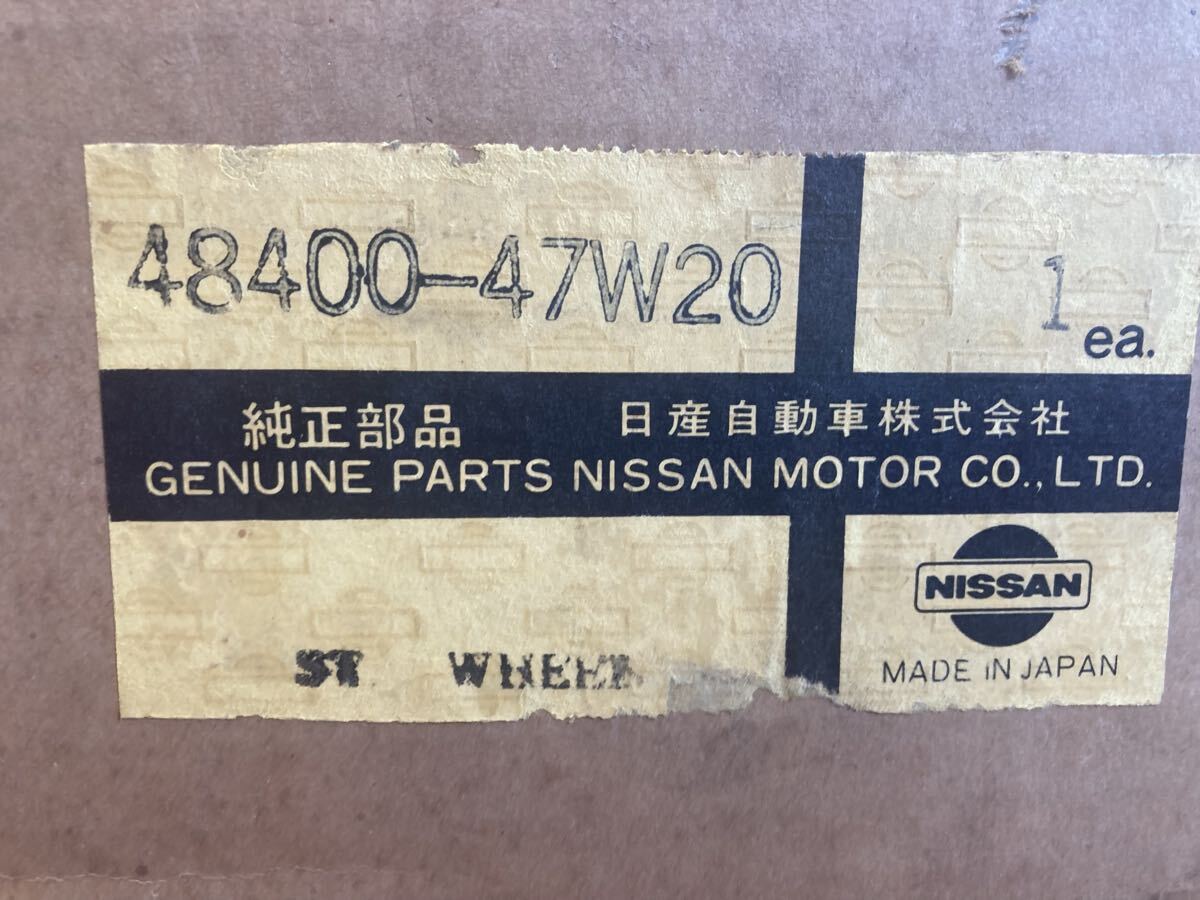 48400-47W20
1 ea.
純正部品 日産自動車株式会社
GENUINE PARTS NISSAN MOTOR CO., LTD.
NISSAN
ST WHEEL
MADE IN JAPAN